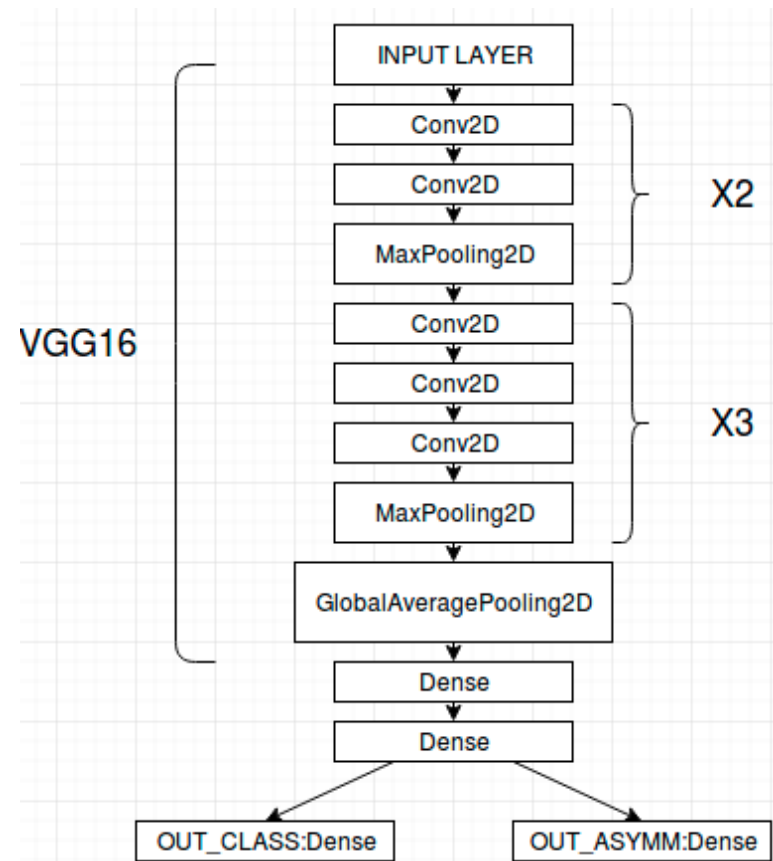 INPUT LAYER
Conv2D
Conv2D
X2
MaxPooling2D
Conv2D
VGG16
Conv2D
X3
Conv2D
MaxPooling2D
GlobalAveragePooling2D
Dense
Dense
OUT_CLASS:Dense
OUT_ASYMM:Dense